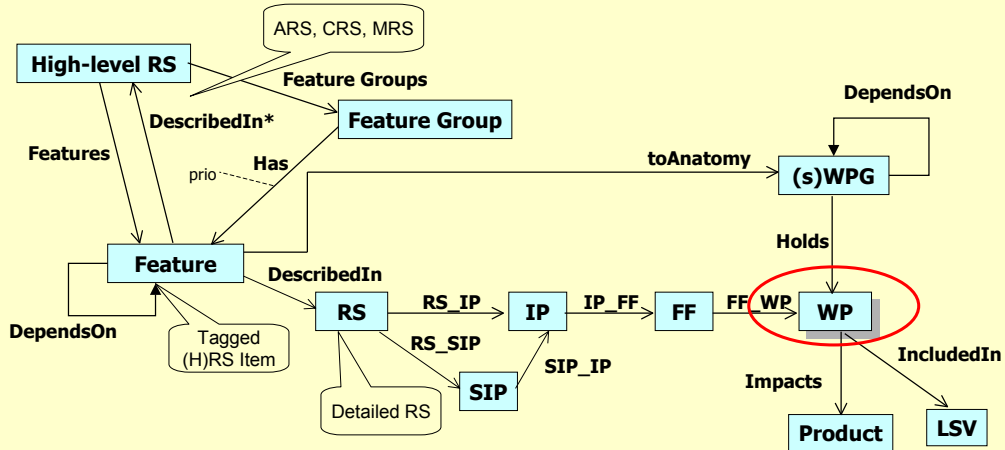 ARS, CRS, MRS
High-level RS
Feature Groups
DependsOn
DescribedIn*
Feature Group
Features
Has
toAnatomy
prio
(s)WPG
Holds
Feature
DescribedIn
RS_IP
IP_FF
FF_WP
RS
IP
FF
WP
DependsOn
Tagged
(H)RS Item
RS_SIP
SIP_IP
IncludedIn
Impacts
SIP
Detailed RS
Product
LSV